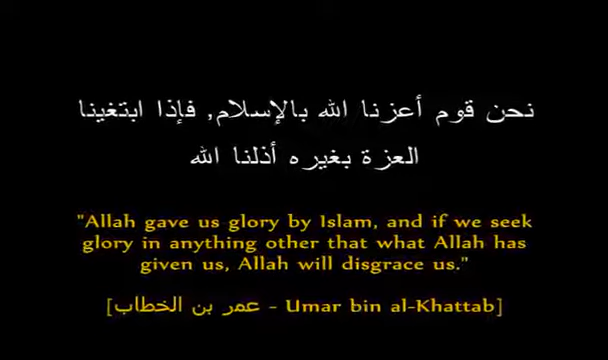 نحن قوم أعزنا الله بالإسلام, فإذا ابتغينا
العزة بغيره أذلنا الله
"Allah gave us glory by Islam, and if we seek
glory in anything other that what Allah has
given us, Allah will disgrace us."
[عمر بن الخطاب - Umar bin al-Khattab]